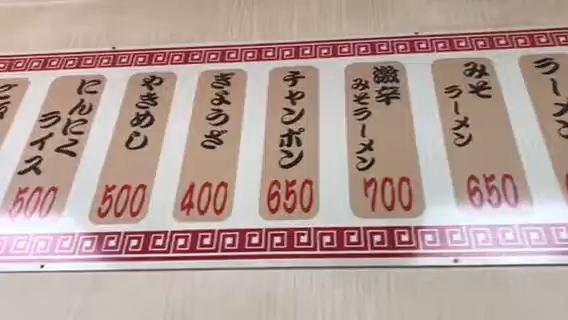 ラーメン
みそ
ラーメン
650
激辛
みそラーメン
700
チャンポン
650
ぎょうざ
400
やきめし
500
にんにく
ライス
500